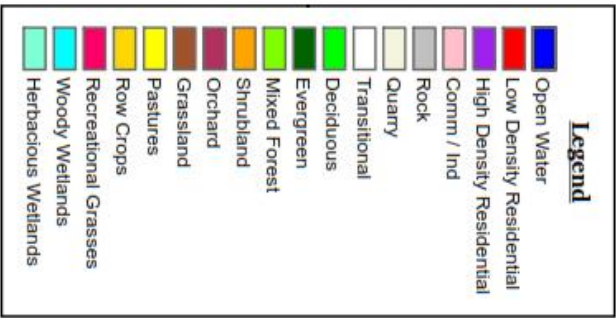 Legend
Open Water
Low Density Residential
High Density Residential
Comm / Ind
Rock
Quarry
Transitional
Deciduous
Evergreen
Mixed Forest
Shrubland
Orchard
Grassland
Pastures
Row Crops
Recreational Grasses
Woody Wetlands
Herbacious Wetlands